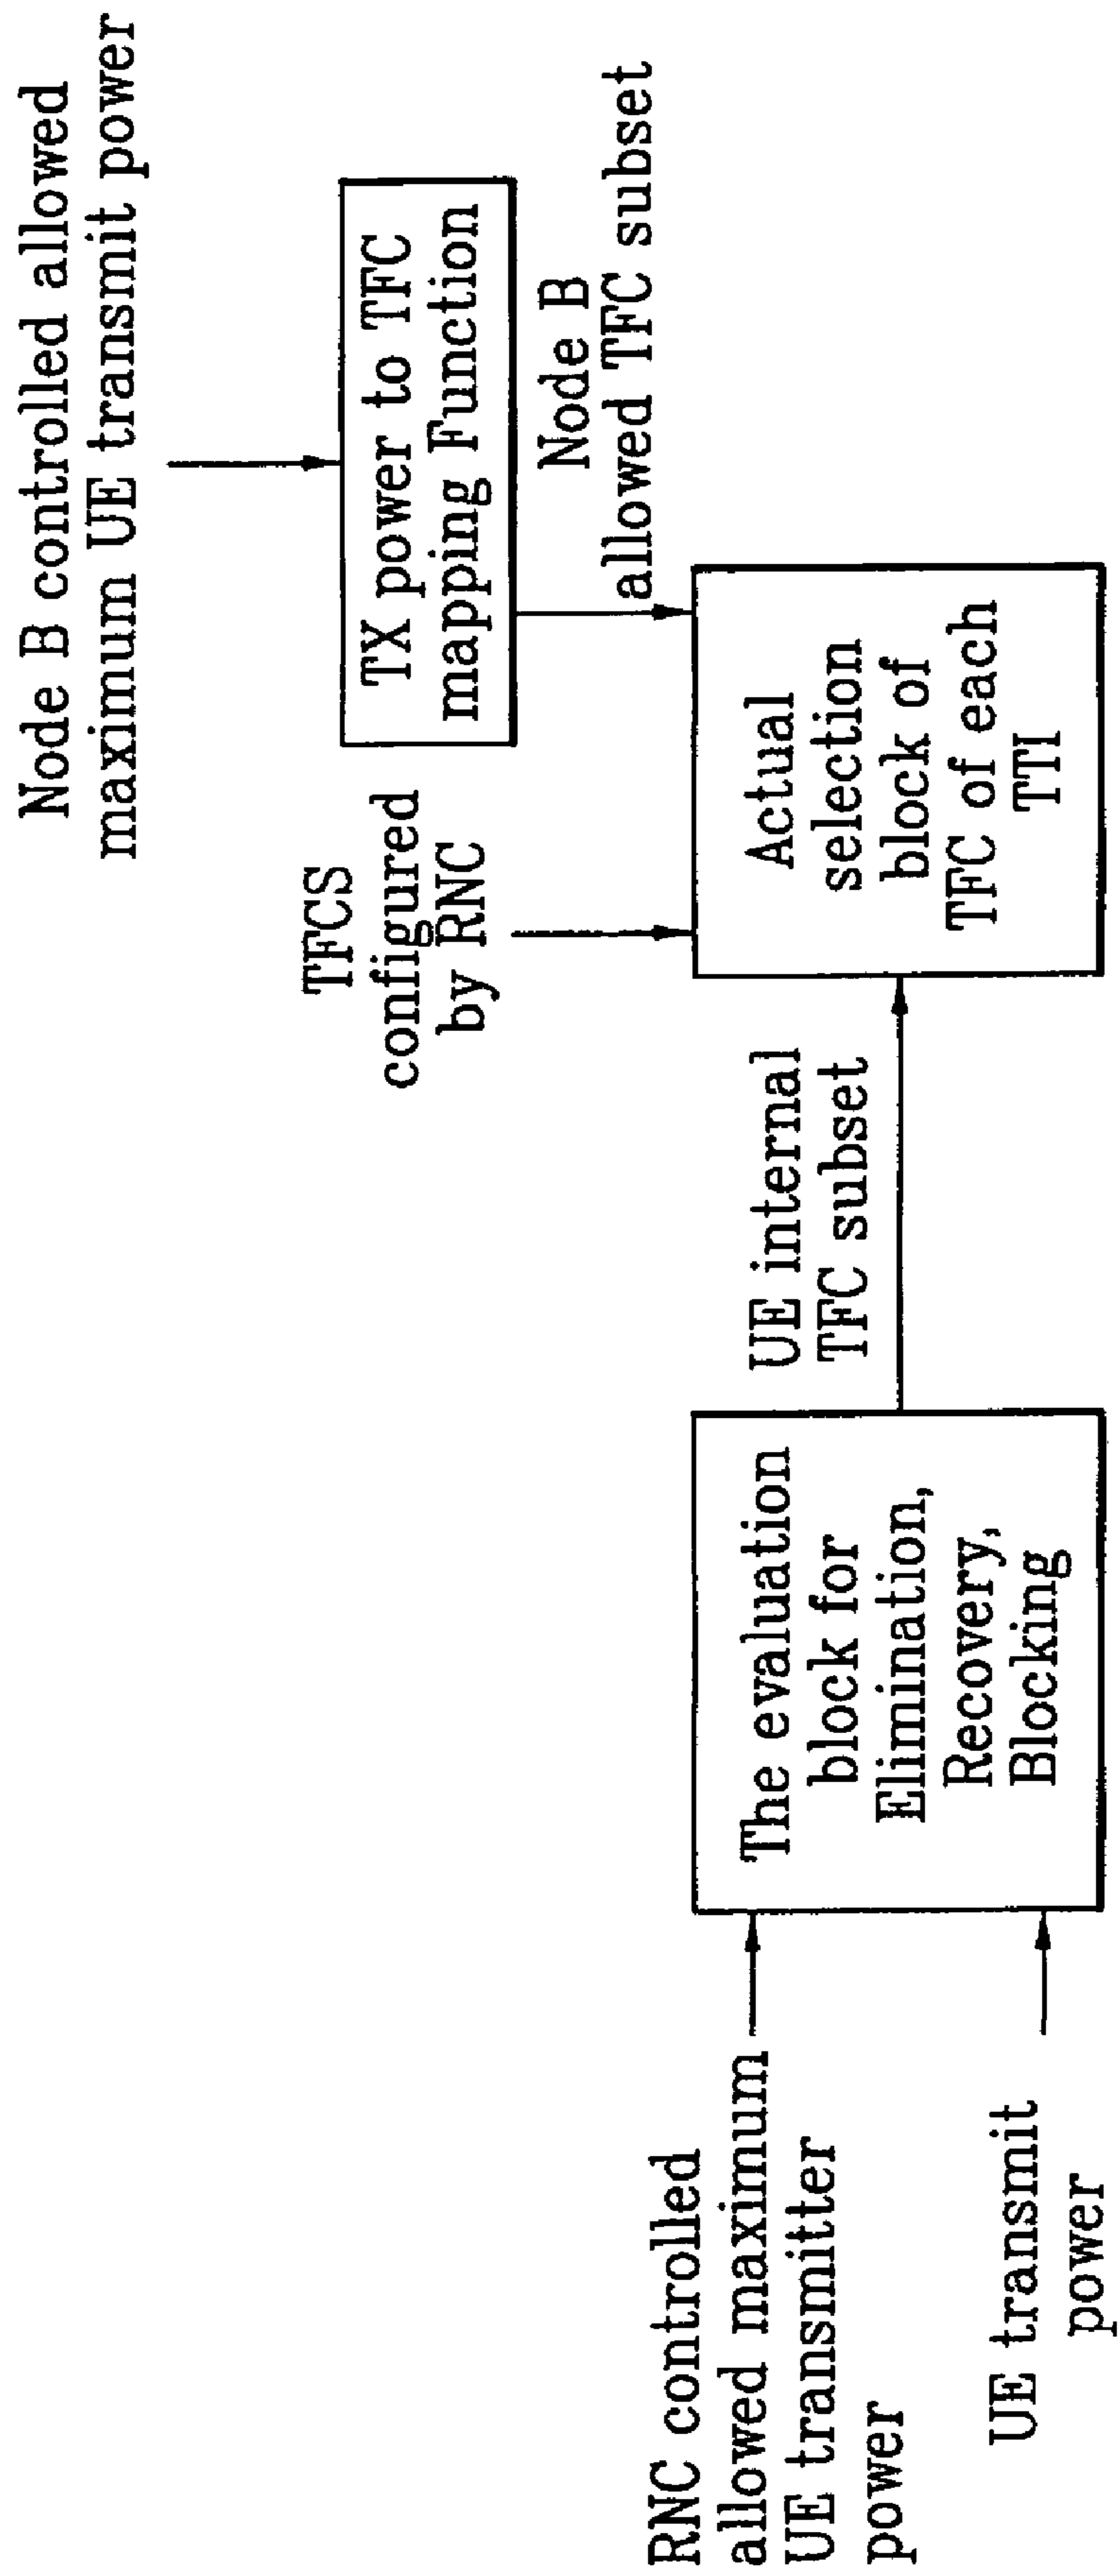 Node B controlled allowed
maximum UE transmit power
TX power to TFC
mapping Function
TFCS
configured
by RNC
Node B
allowed TFC subset
RNC controlled
allowed maximum
UE transmitter
power
UE transmit
power
The evaluation
block for
Elimination,
Recovery,
Blocking
UE internal
TFC subset
Actual
selection
block of
TFC of each
TTI